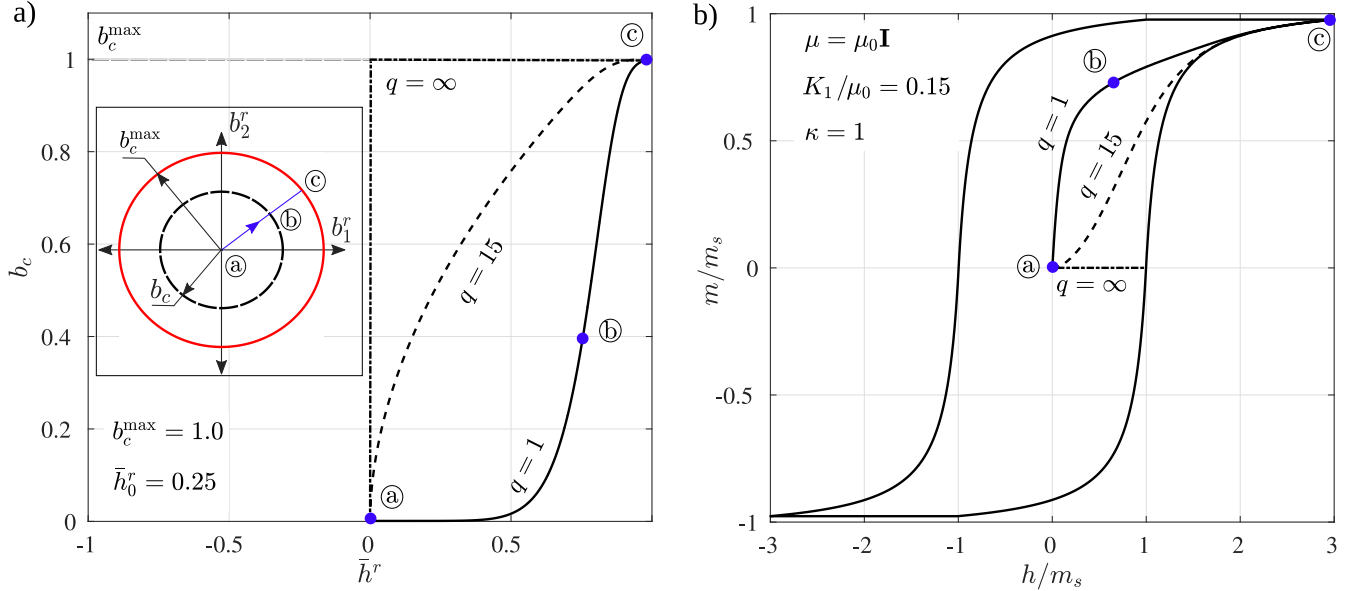 a)
b_c^max
ⓒ
1
q = ∞
b_2^r
b_c^max
ⓒ
0.8
ⓑ
b_1^r
0.6
b_c
ⓐ
q = 15
b_c
0.4
ⓑ
b_c^max = 1.0
0.2
q = 1
h̄_0^r = 0.25
ⓐ
0
-1
-0.5
0
0.5
h̄^r
b)
1
μ = μ_0 I
ⓒ
ⓑ
K_1/μ_0 = 0.15
κ = 1
0.5
q = 1
q = 15
m/m_s
0
ⓐ
q = ∞
-0.5
-1
-3
-2
-1
0
1
2
3
h/m_s